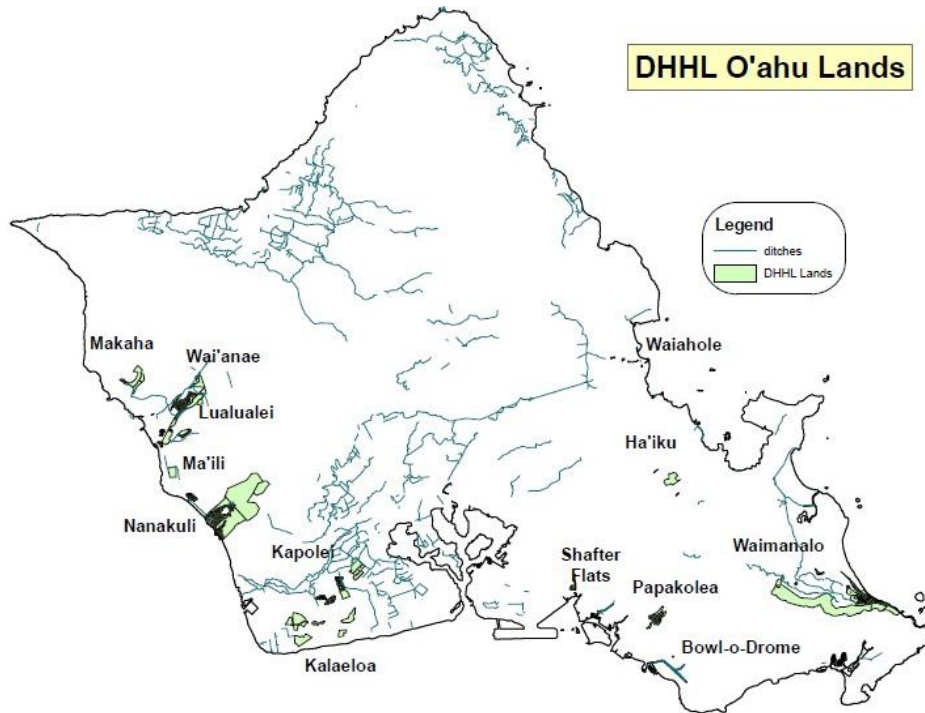 DHHL O'ahu Lands
Legend
ditches
DHHL Lands
Makaha
Wai'anae
Waiahole
Lualualei
Ha'iku
Ma'ili
Nanakuli
Kapolei
Waimanalo
Shafter
Flats
Papakolea
Bowl-o-Drome
Kalaeloa